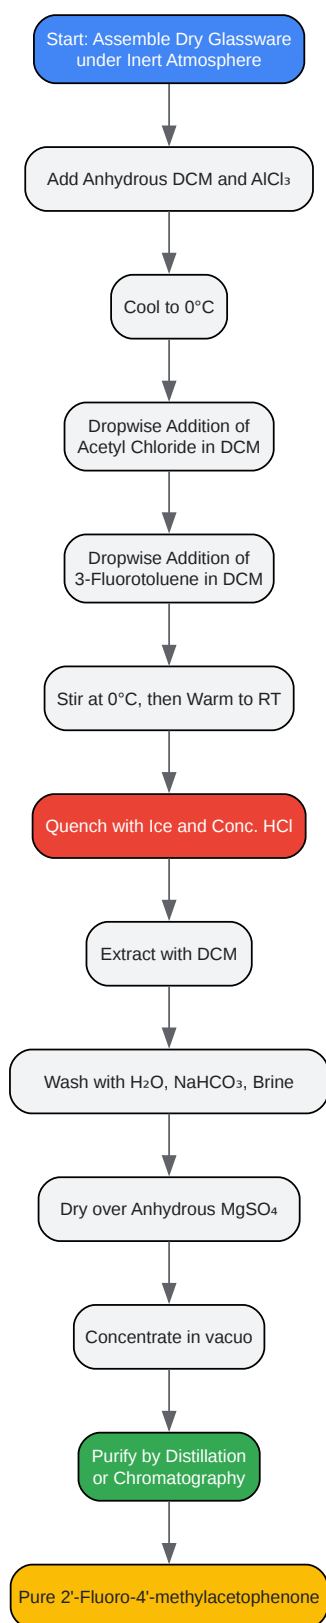 Start: Assemble Dry Glassware
under Inert Atmosphere
Add Anhydrous DCM and AlCl₃
Cool to 0°C
Dropwise Addition of
Acetyl Chloride in DCM
Dropwise Addition of
3-Fluorotoluene in DCM
Stir at 0°C, then Warm to RT
Quench with Ice and Conc. HCl
Extract with DCM
Wash with H₂O, NaHCO₃, Brine
Dry over Anhydrous MgSO₄
Concentrate in vacuo
Purify by Distillation
or Chromatography
Pure 2'-Fluoro-4'-methylacetophenone